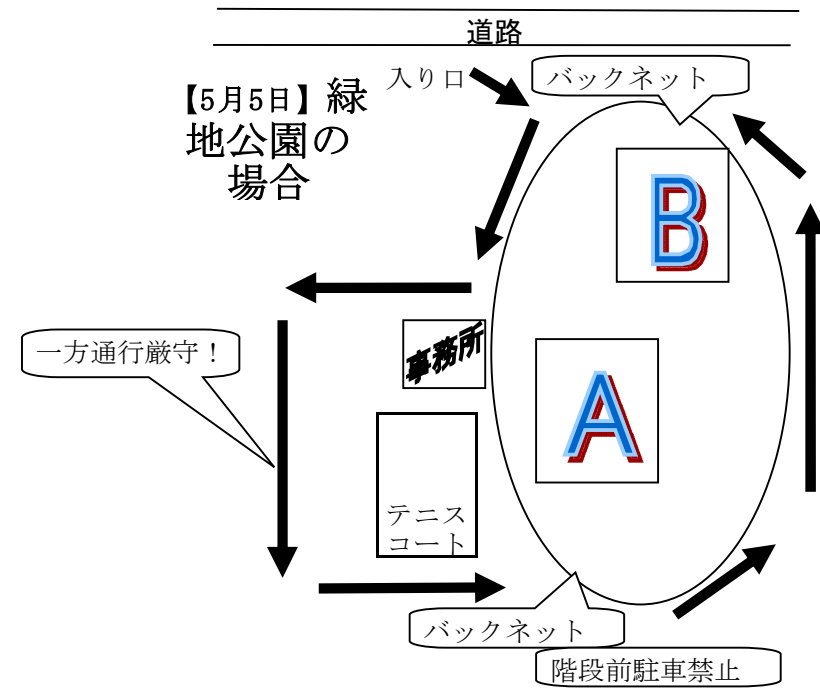 道路
入り口
バックネット
【5月5日】緑
地公園の
場合
B
一方通行厳守！
事務所
A
テニス
コート
バックネット
階段前駐車禁止